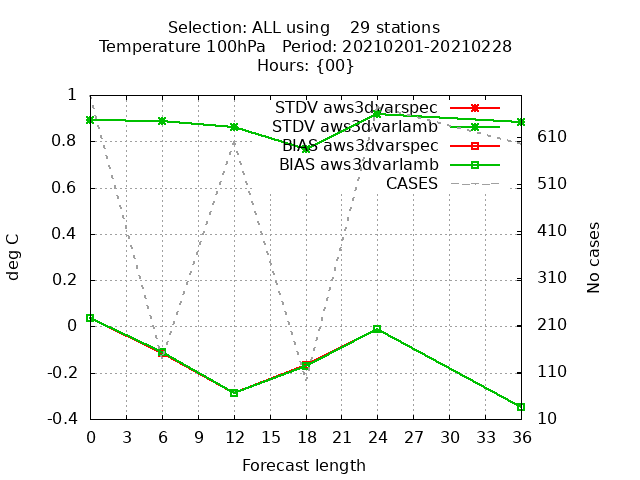 Selection: ALL using 29 stations
Temperature 100hPa Period: 20210201-20210228
Hours: {00}
STDV aws3dvarspec
STDV aws3dvarlamb
BIAS aws3dvarspec
BIAS aws3dvarlamb
CASES
1
0.8
0.6
0.4
0.2
0
-0.2
-0.4
deg C
610
510
410
310
210
110
10
No cases
0 3 6 9 12 15 18 21 24 27 30 33 36
Forecast length